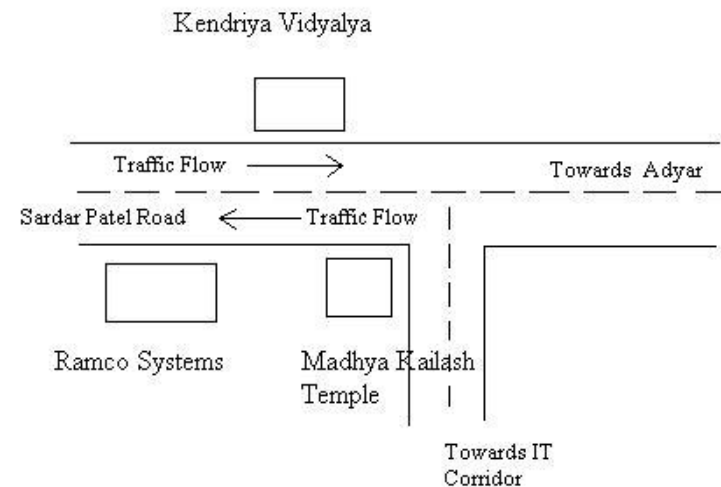 Kendriya Vidyalya
Traffic Flow
Towards Adyar
Sardar Patel Road
Traffic Flow
Ramco Systems
Madhya Kailash
Temple
Towards IT
Corridor